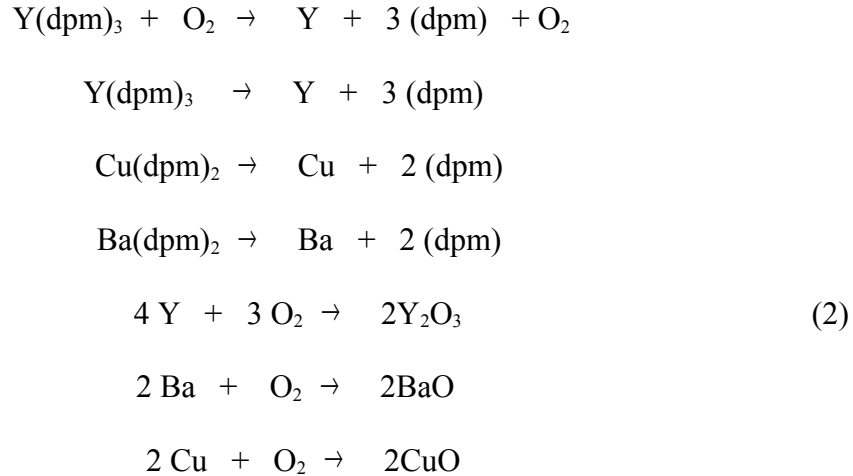 Y(dpm)₃ + O₂ → Y + 3 (dpm) + O₂
Y(dpm)₃ → Y + 3 (dpm)
Cu(dpm)₂ → Cu + 2 (dpm)
Ba(dpm)₂ → Ba + 2 (dpm)
4 Y + 3 O₂ → 2Y₂O₃ (2)
2 Ba + O₂ → 2BaO
2 Cu + O₂ → 2CuO